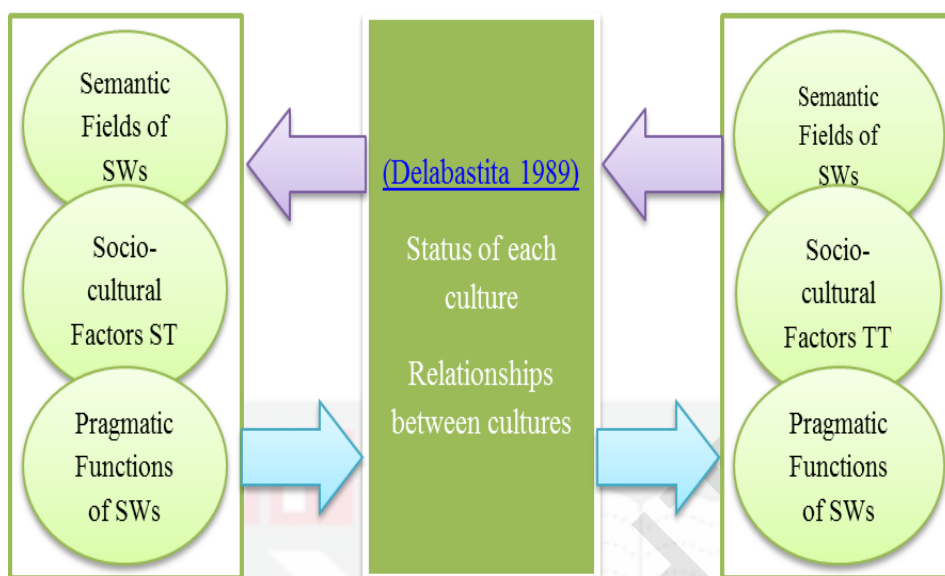 Semantic
Fields of
SWs
Socio-
cultural
Factors ST
Pragmatic
Functions
of SWs
(Delabastita 1989)
Status of each
culture
Relationships
between cultures
Semantic
Fields of
SWs
Socio-
cultural
Factors TT
Pragmatic
Functions
of SWs